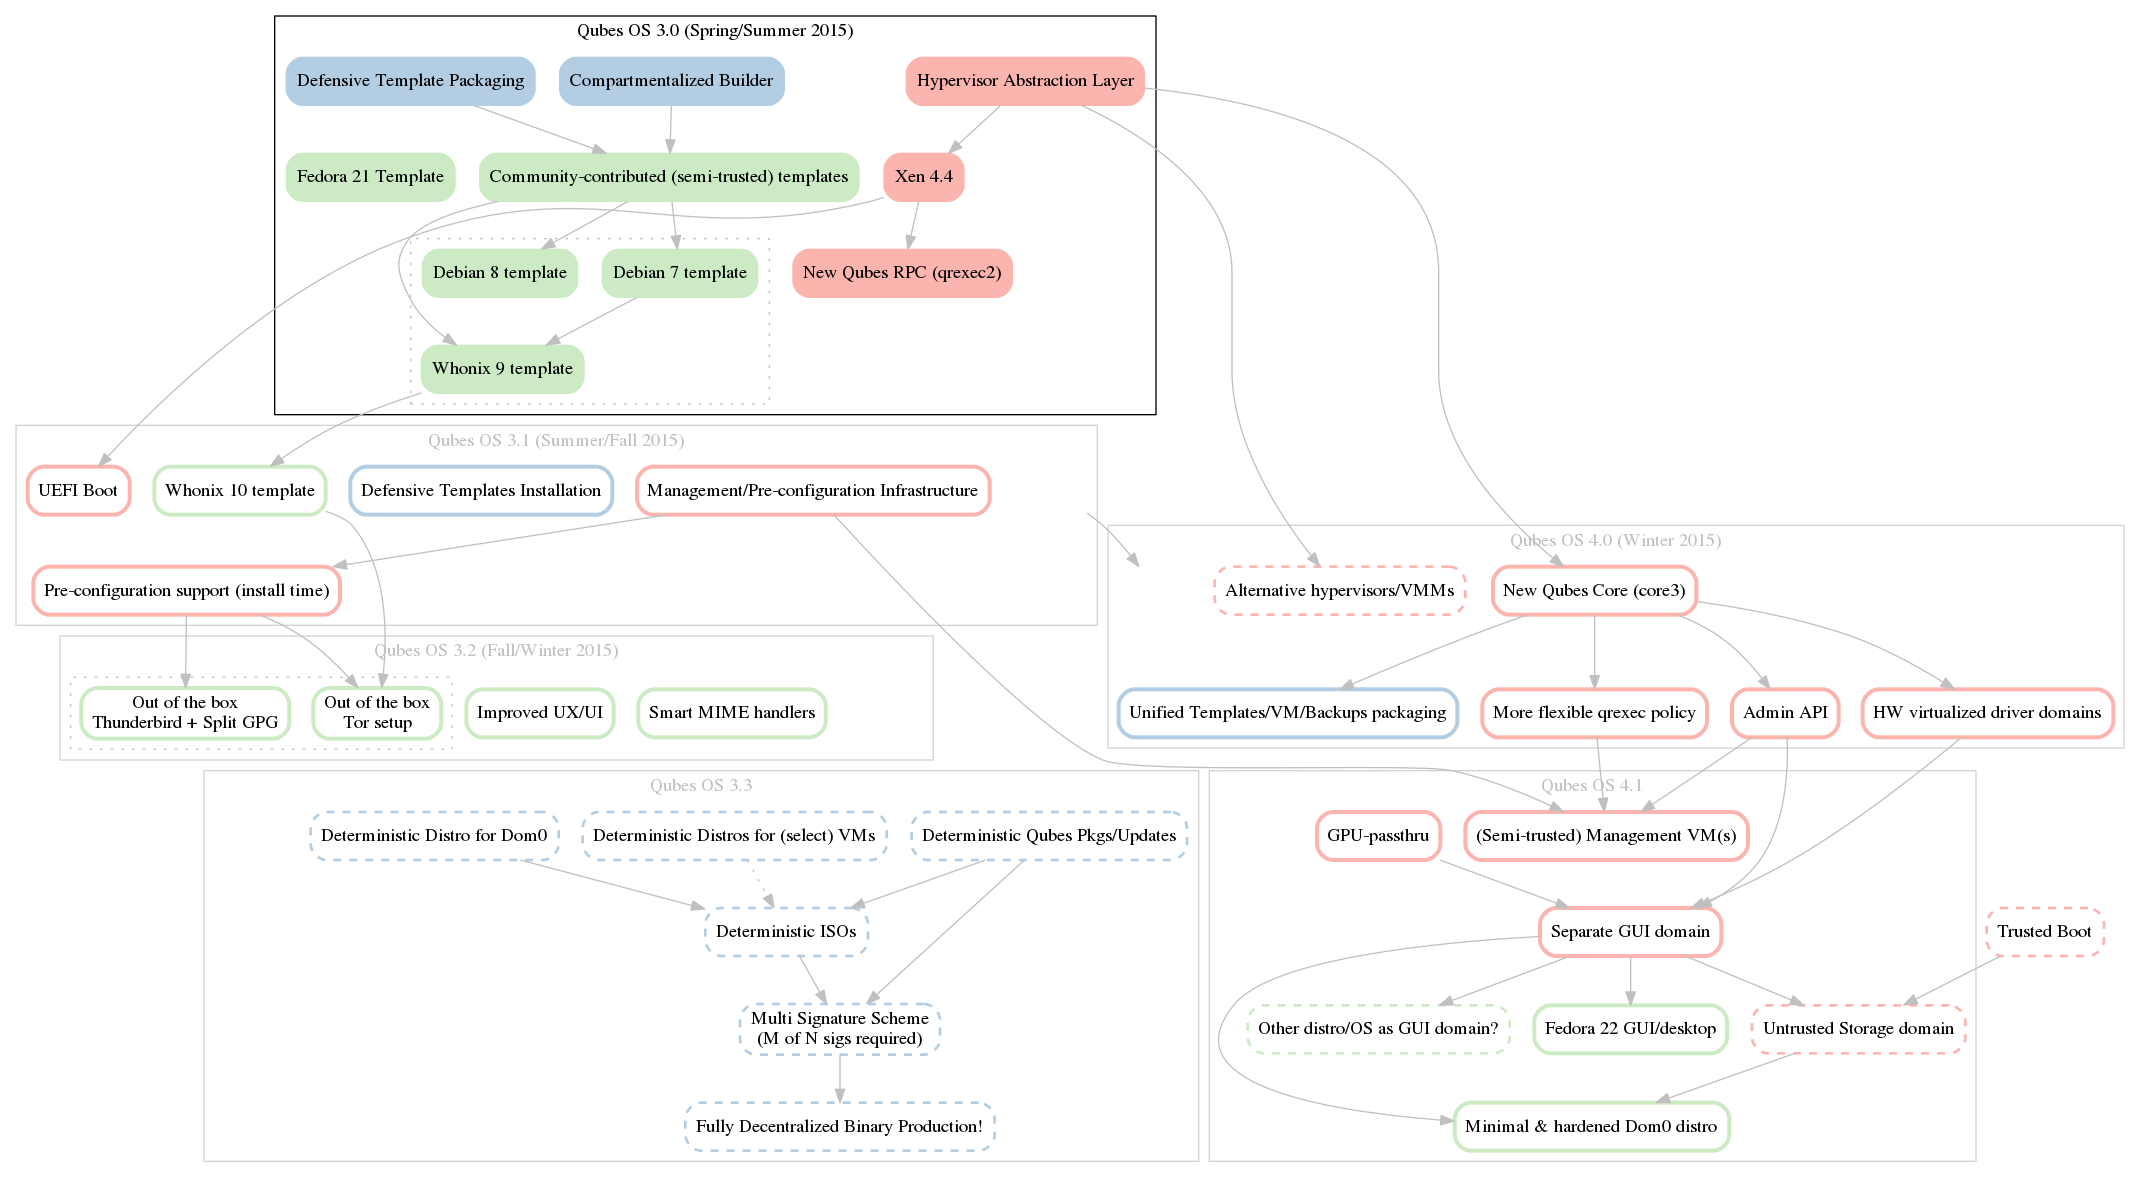 Qubes OS 3.0 (Spring/Summer 2015)
Defensive Template Packaging
Compartmentalized Builder
Hypervisor Abstraction Layer
Fedora 21 Template
Community-contributed (semi-trusted) templates
Xen 4.4
Debian 8 template
Debian 7 template
New Qubes RPC (qrexec2)
Whonix 9 template
Qubes OS 3.1 (Summer/Fall 2015)
UEFI Boot
Whonix 10 template
Defensive Templates Installation
Management/Pre-configuration Infrastructure
Pre-configuration support (install time)
Qubes OS 4.0 (Winter 2015)
Alternative hypervisors/VMMs
New Qubes Core (core3)
Unified Templates/VM/Backups packaging
More flexible qrexec policy
Admin API
HW virtualized driver domains
Qubes OS 3.2 (Fall/Winter 2015)
Out of the box
Thunderbird + Split GPG
Out of the box
Tor setup
Improved UX/UI
Smart MIME handlers
Qubes OS 3.3
Deterministic Distro for Dom0
Deterministic Distros for (select) VMs
Deterministic Qubes Pkgs/Updates
Deterministic ISOs
Multi Signature Scheme
(M of N sigs required)
Fully Decentralized Binary Production!
Qubes OS 4.1
GPU-passthru
(Semi-trusted) Management VM(s)
Separate GUI domain
Trusted Boot
Other distro/OS as GUI domain?
Fedora 22 GUI/desktop
Untrusted Storage domain
Minimal & hardened Dom0 distro